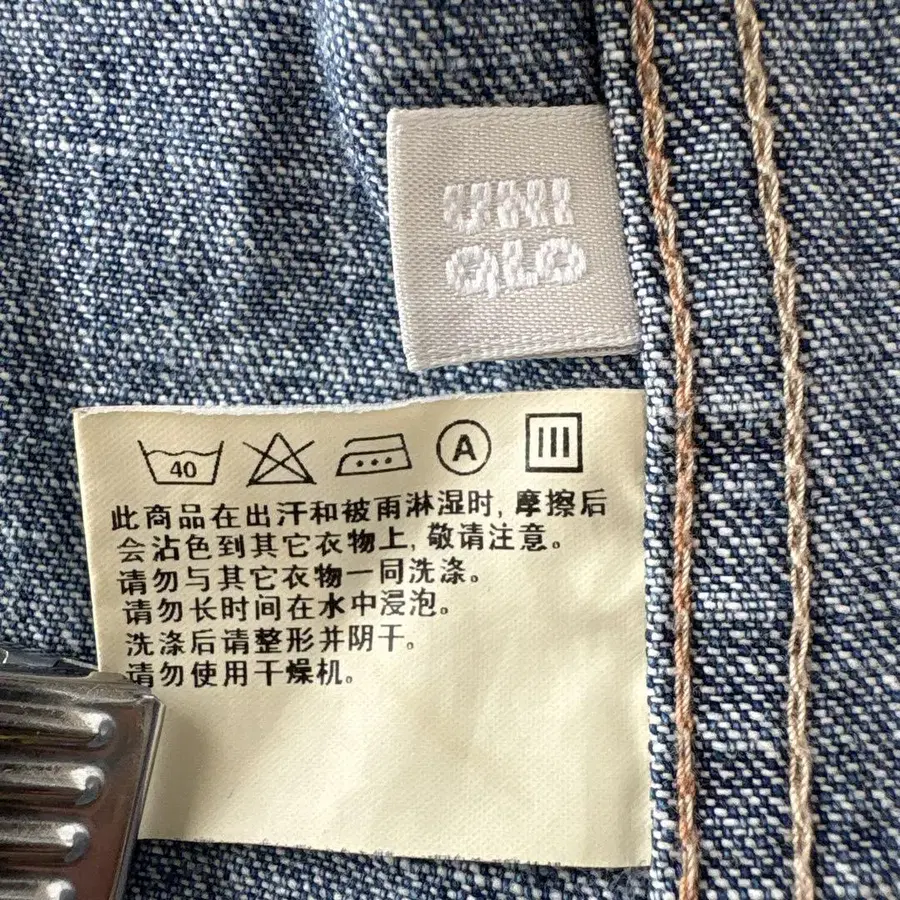 UNI
QLO
40
A
此商品在出汗和被雨淋湿时,摩擦后
会沾色到其它衣物上,敬请注意。
请勿与其它衣物一同洗涤。
请勿长时间在水中浸泡。
洗涤后请整形并阴干。
请勿使用干燥机。